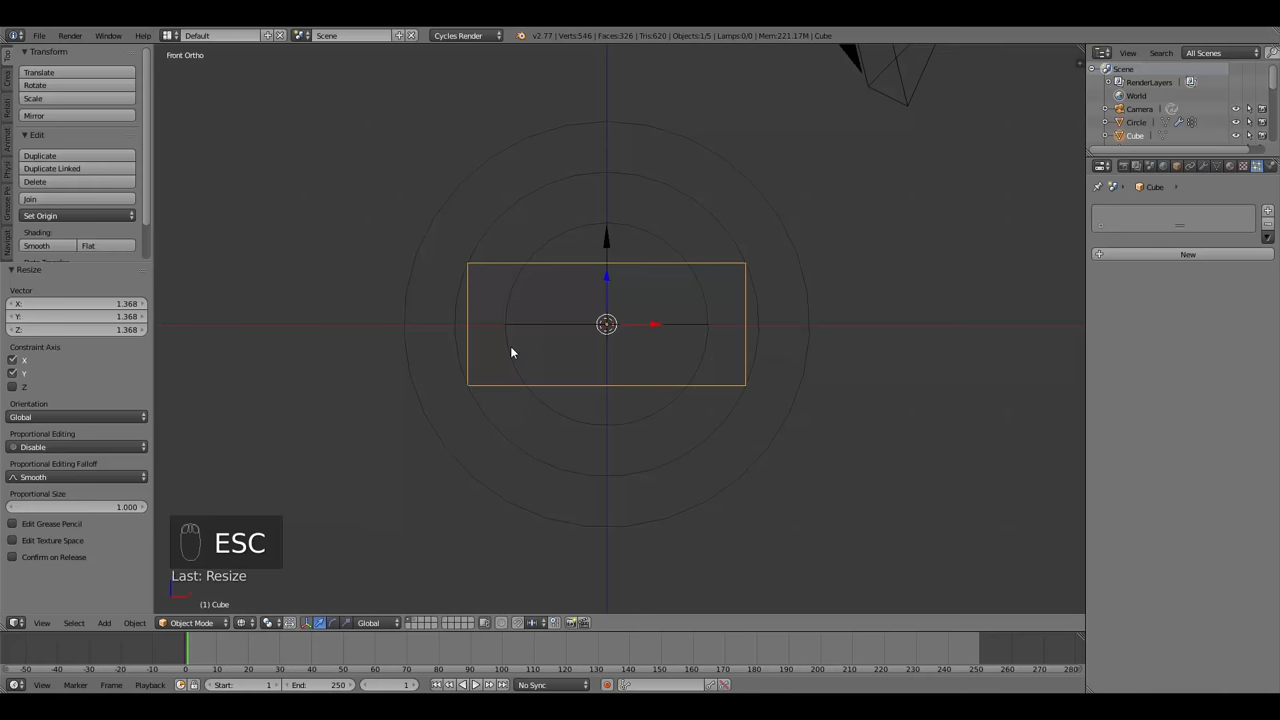 File Render Window Help Default Scene Cycles Render v2.77 | Verts:546 | Faces:326 | Tris:620 | Objects:1/5 | Lamps:0/0 | Mem:221.17M | Cube
Transform
Translate
Rotate
Scale
Mirror
Edit
Duplicate
Duplicate Linked
Delete
Join
Set Origin
Shading:
Smooth Flat
Resize
Vector
X: 1.368
Y: 1.368
Z: 1.368
Constraint Axis
X
Y
Z
Orientation
Global
Proportional Editing
Disable
Proportional Editing Falloff
Smooth
Proportional Size
1.000
Edit Grease Pencil
Edit Texture Space
Confirm on Release
Front Ortho
ESC
Last: Resize
(1) Cube
View Select Add Object Object Mode Global
-50 -40 -30 -20 -10 0 10 20 30 40 50 60 70 80 90 100 110 120 130 140 150 160 170 180 190 200 210 220 230 240 250 260 270 280
View Marker Frame Playback Start: 1 End: 250 1 No Sync
View Search All Scenes
Scene
RenderLayers
World
Camera
Circle
Cube
Cube
New